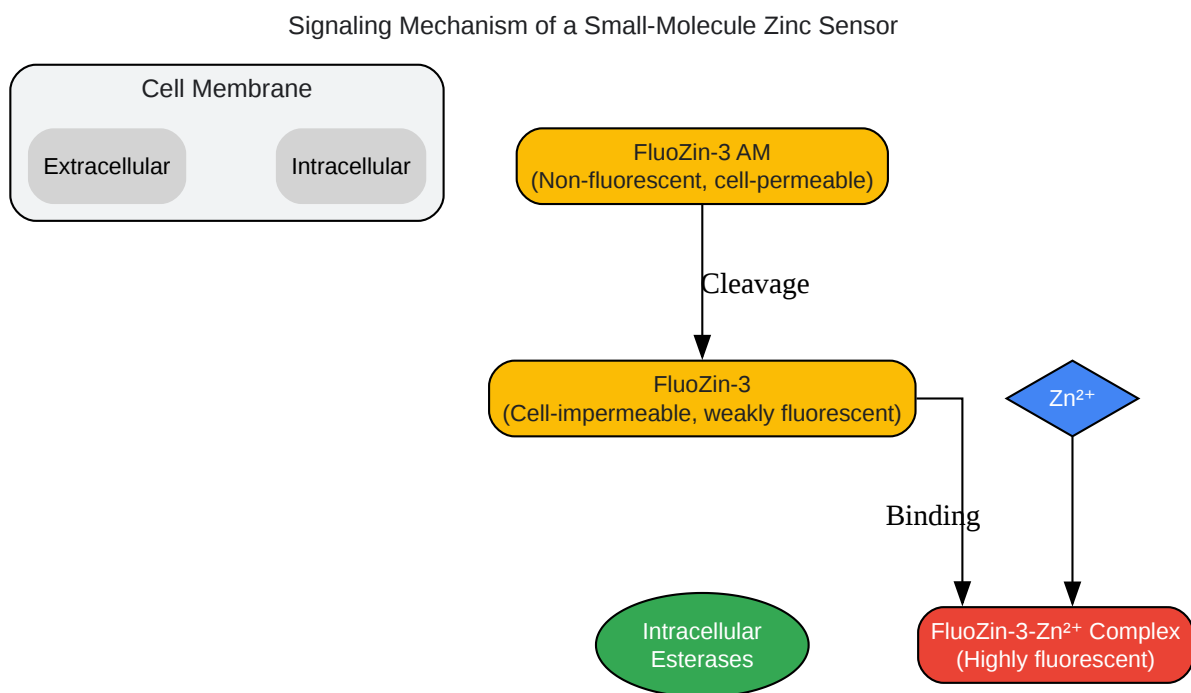 Signaling Mechanism of a Small-Molecule Zinc Sensor
Cell Membrane
Extracellular
Intracellular
FluoZin-3 AM
(Non-fluorescent, cell-permeable)
Cleavage
FluoZin-3
(Cell-impermeable, weakly fluorescent)
Zn²⁺
Binding
Intracellular
Esterases
FluoZin-3-Zn²⁺ Complex
(Highly fluorescent)